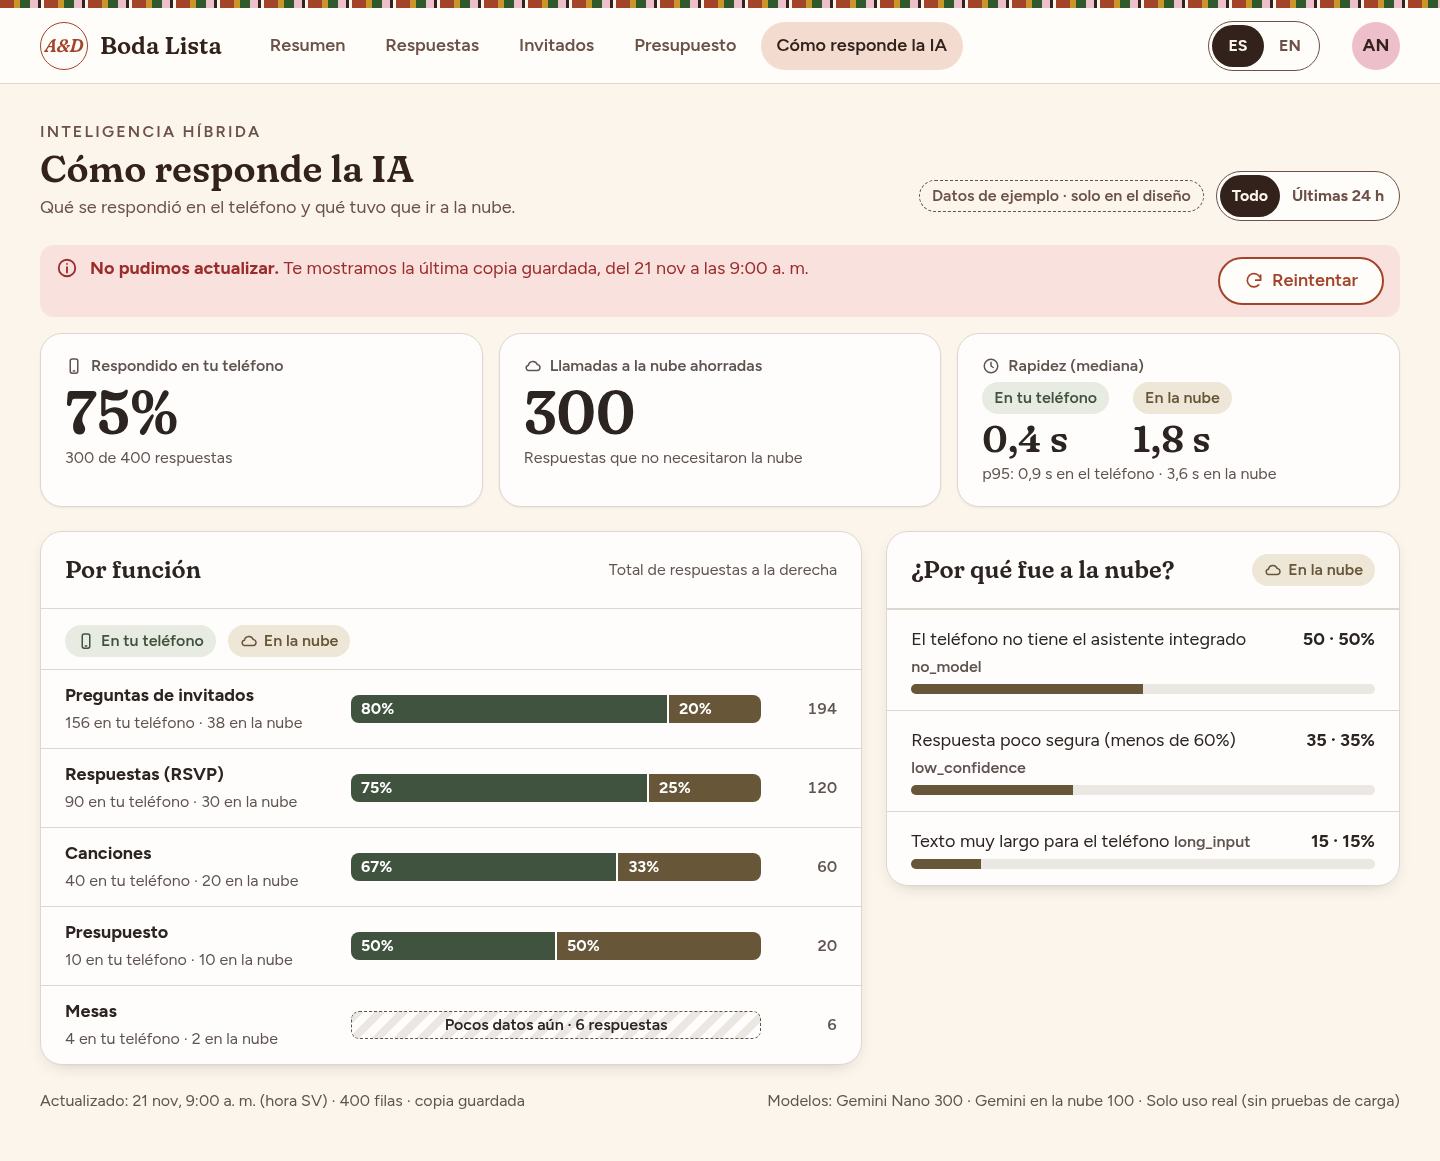 A&D Boda Lista
Resumen
Respuestas
Invitados
Presupuesto
Cómo responde la IA
ES EN
AN
INTELIGENCIA HÍBRIDA
Cómo responde la IA
Qué se respondió en el teléfono y qué tuvo que ir a la nube.
Datos de ejemplo · solo en el diseño
Todo
Últimas 24 h
No pudimos actualizar. Te mostramos la última copia guardada, del 21 nov a las 9:00 a. m.
Reintentar
Respondido en tu teléfono
75%
300 de 400 respuestas
Llamadas a la nube ahorradas
300
Respuestas que no necesitaron la nube
Rapidez (mediana)
En tu teléfono
0,4 s
En la nube
1,8 s
p95: 0,9 s en el teléfono · 3,6 s en la nube
Por función
Total de respuestas a la derecha
En tu teléfono
En la nube
Preguntas de invitados
156 en tu teléfono · 38 en la nube
80% 20% 194
Respuestas (RSVP)
90 en tu teléfono · 30 en la nube
75% 25% 120
Canciones
40 en tu teléfono · 20 en la nube
67% 33% 60
Presupuesto
10 en tu teléfono · 10 en la nube
50% 50% 20
Mesas
4 en tu teléfono · 2 en la nube
Pocos datos aún · 6 respuestas 6
¿Por qué fue a la nube?
En la nube
El teléfono no tiene el asistente integrado 50 · 50%
no_model
Respuesta poco segura (menos de 60%) 35 · 35%
low_confidence
Texto muy largo para el teléfono long_input 15 · 15%
Actualizado: 21 nov, 9:00 a. m. (hora SV) · 400 filas · copia guardada
Modelos: Gemini Nano 300 · Gemini en la nube 100 · Solo uso real (sin pruebas de carga)